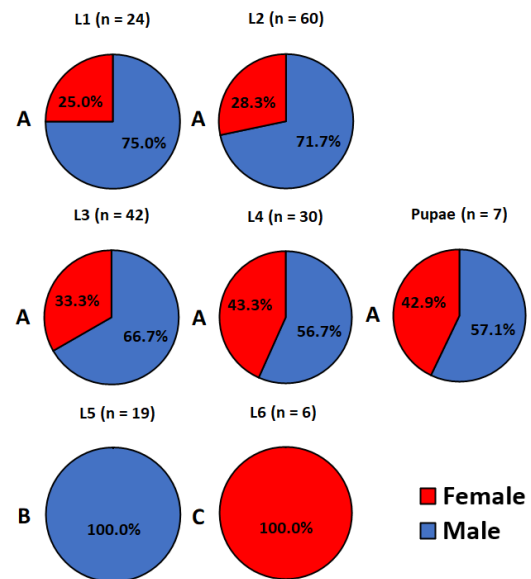 L1 (n = 24)
L2 (n = 60)
A
25.0%
75.0%
A
28.3%
71.7%
L3 (n = 42)
L4 (n = 30)
Pupae (n = 7)
A
33.3%
66.7%
A
43.3%
56.7%
A
42.9%
57.1%
L5 (n = 19)
L6 (n = 6)
B
100.0%
C
100.0%
Female
Male